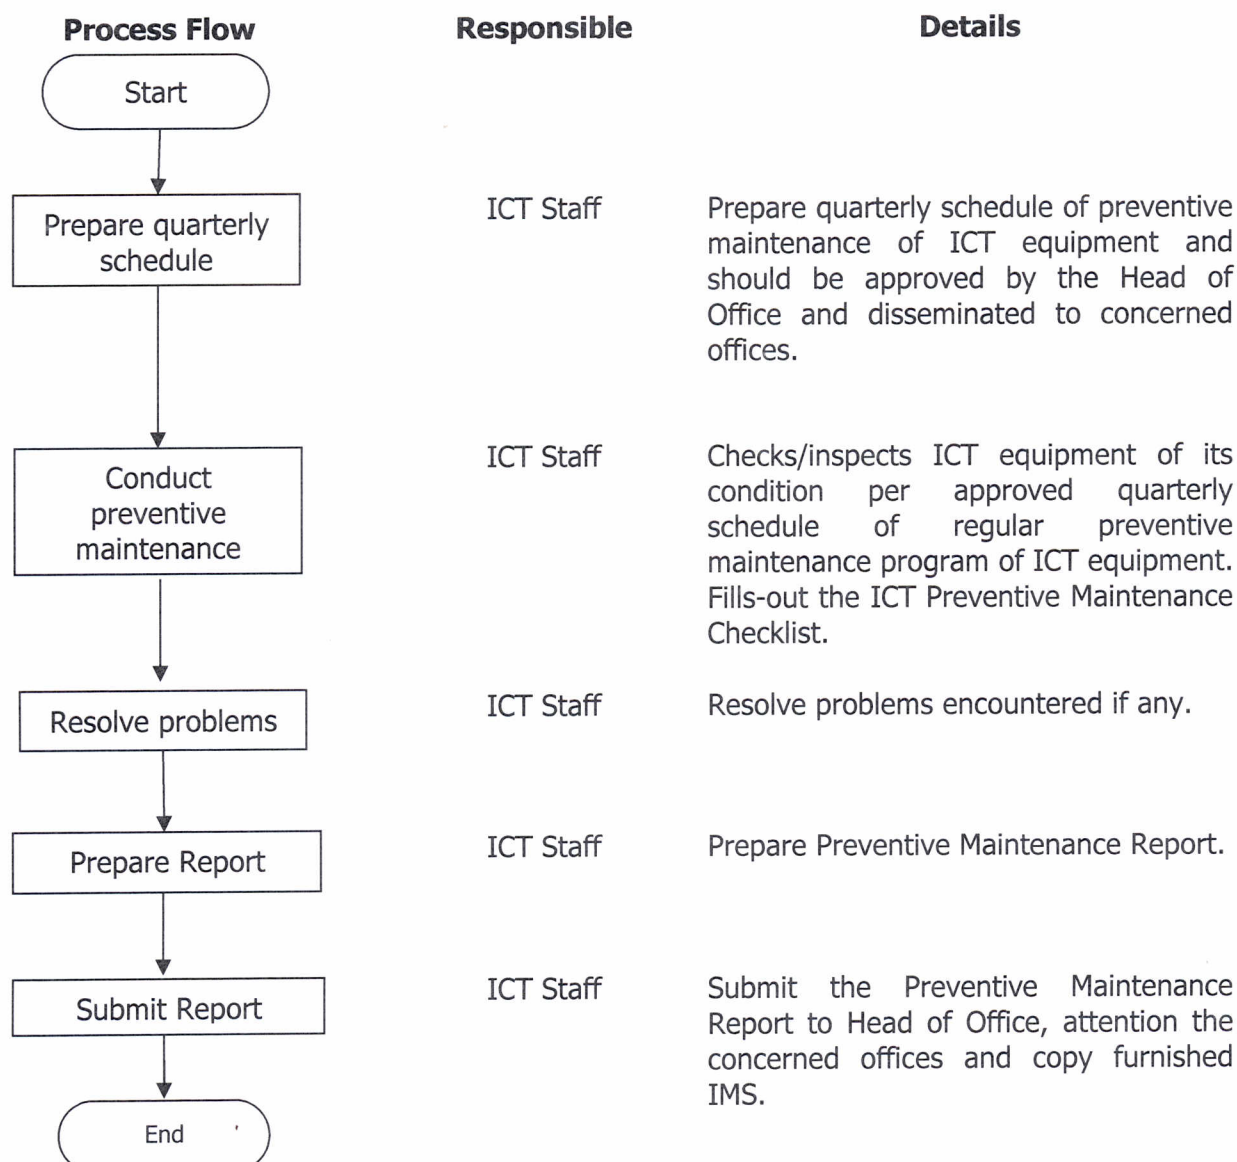 Process Flow
Responsible
Details
Start
Prepare quarterly
schedule
ICT Staff
Prepare quarterly schedule of preventive
maintenance of ICT equipment and
should be approved by the Head of
Office and disseminated to concerned
offices.
Conduct
preventive
maintenance
ICT Staff
Checks/inspects ICT equipment of its
condition per approved quarterly
schedule of regular preventive
maintenance program of ICT equipment.
Fills-out the ICT Preventive Maintenance
Checklist.
Resolve problems
ICT Staff
Resolve problems encountered if any.
Prepare Report
ICT Staff
Prepare Preventive Maintenance Report.
Submit Report
ICT Staff
Submit the Preventive Maintenance
Report to Head of Office, attention the
concerned offices and copy furnished
IMS.
End